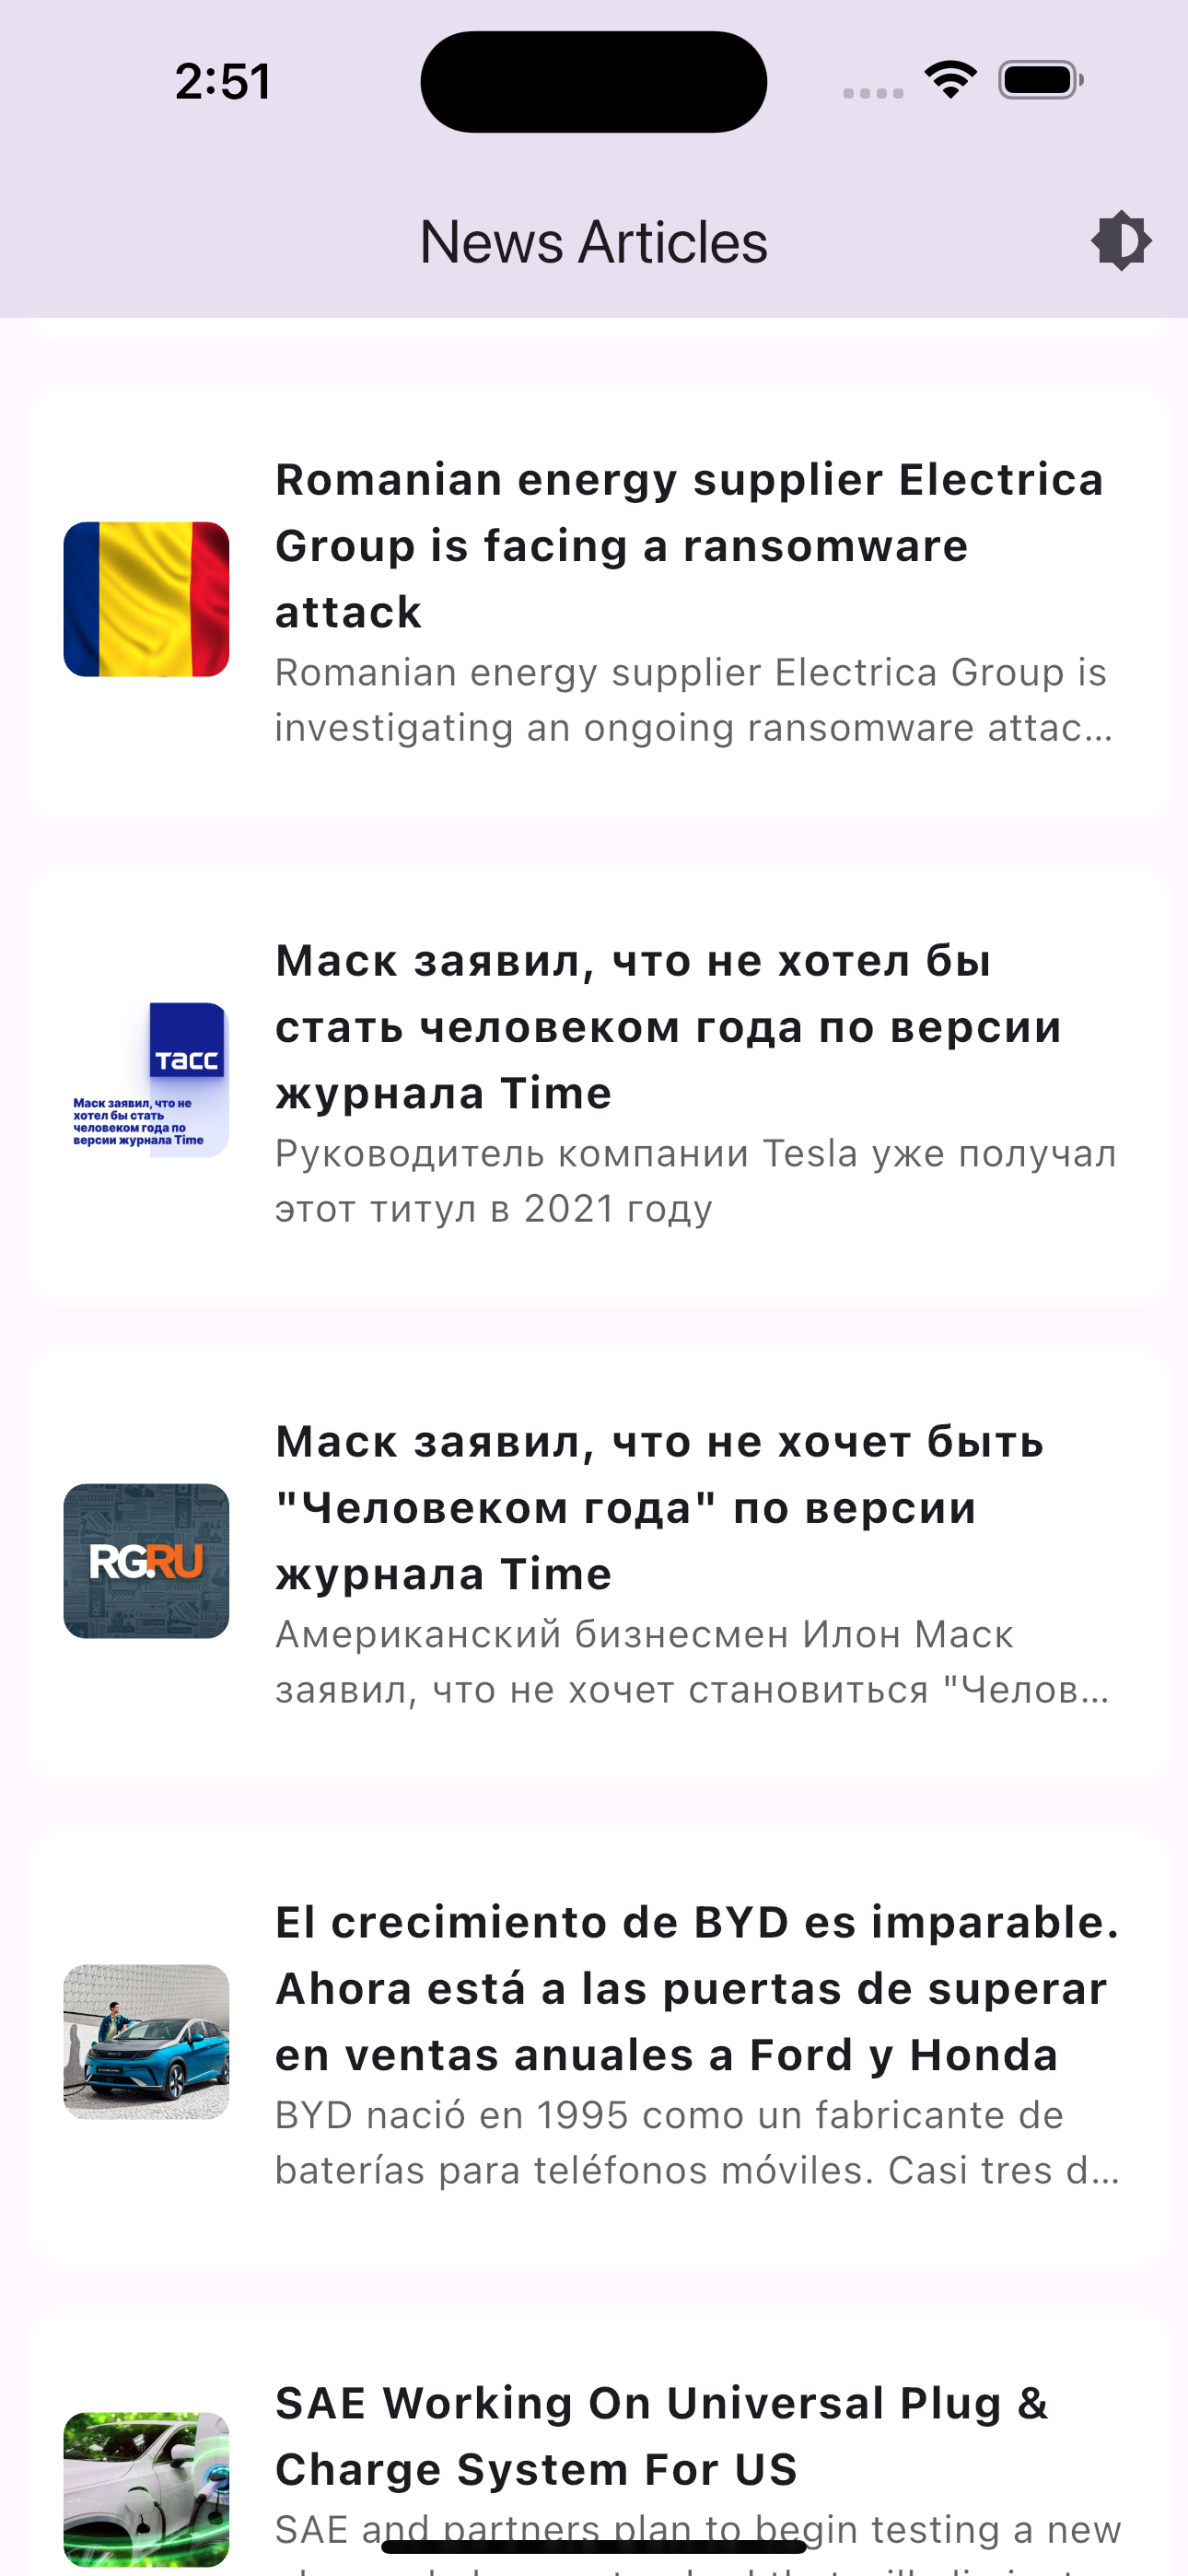 2:51
News Articles
Romanian energy supplier Electrica
Group is facing a ransomware
attack
Romanian energy supplier Electrica Group is
investigating an ongoing ransomware attac...
Маск заявил, что не хотел бы
стать человеком года по версии
журнала Time
Руководитель компании Tesla уже получал
этот титул в 2021 году
ТАСС
Маск заявил, что не
хотел бы стать
человеком года по
версии журнала Time
Маск заявил, что не хочет быть
"Человеком года" по версии
журнала Time
Американский бизнесмен Илон Маск
заявил, что не хочет становиться "Челов...
RG.RU
El crecimiento de BYD es imparable.
Ahora está a las puertas de superar
en ventas anuales a Ford y Honda
BYD nació en 1995 como un fabricante de
baterías para teléfonos móviles. Casi tres d...
SAE Working On Universal Plug &
Charge System For US
SAE and partners plan to begin testing a new